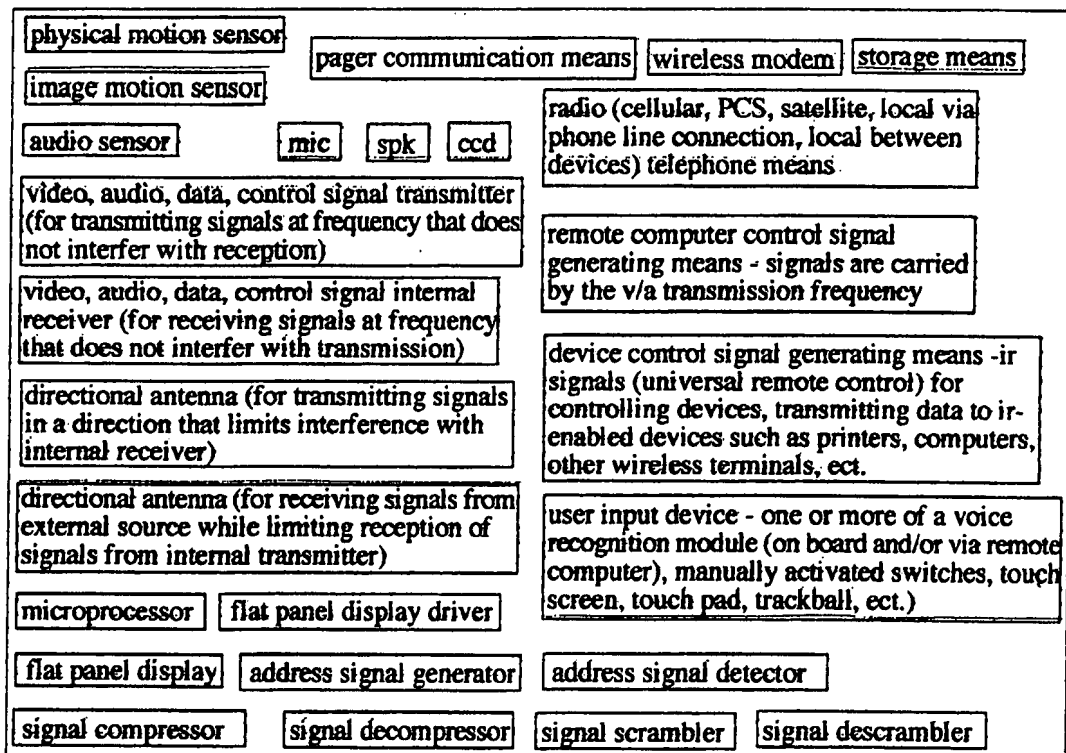 physical motion sensor
pager communication means
wireless modem
storage means
image motion sensor
audio sensor
mic
spk
ccd
radio (cellular, PCS, satellite, local via
phone line connection, local between
devices) telephone means
video, audio, data, control signal transmitter
(for transmitting signals at frequency that does
not interfer with reception)
remote computer control signal
generating means - signals are carried
by the v/a transmission frequency
video, audio, data, control signal internal
receiver (for receiving signals at frequency
that does not interfer with transmission)
device control signal generating means -ir
signals (universal remote control) for
controlling devices, transmitting data to ir-
enabled devices such as printers, computers,
other wireless terminals, ect.
directional antenna (for transmitting signals
in a direction that limits interference with
internal receiver)
directional antenna (for receiving signals from
external source while limiting reception of
signals from internal transmitter)
user input device - one or more of a voice
recognition module (on board and/or via remote
computer), manually activated switches, touch
screen, touch pad, trackball, ect.)
microprocessor
flat panel display driver
flat panel display
address signal generator
address signal detector
signal compressor
signal decompressor
signal scrambler
signal descrambler